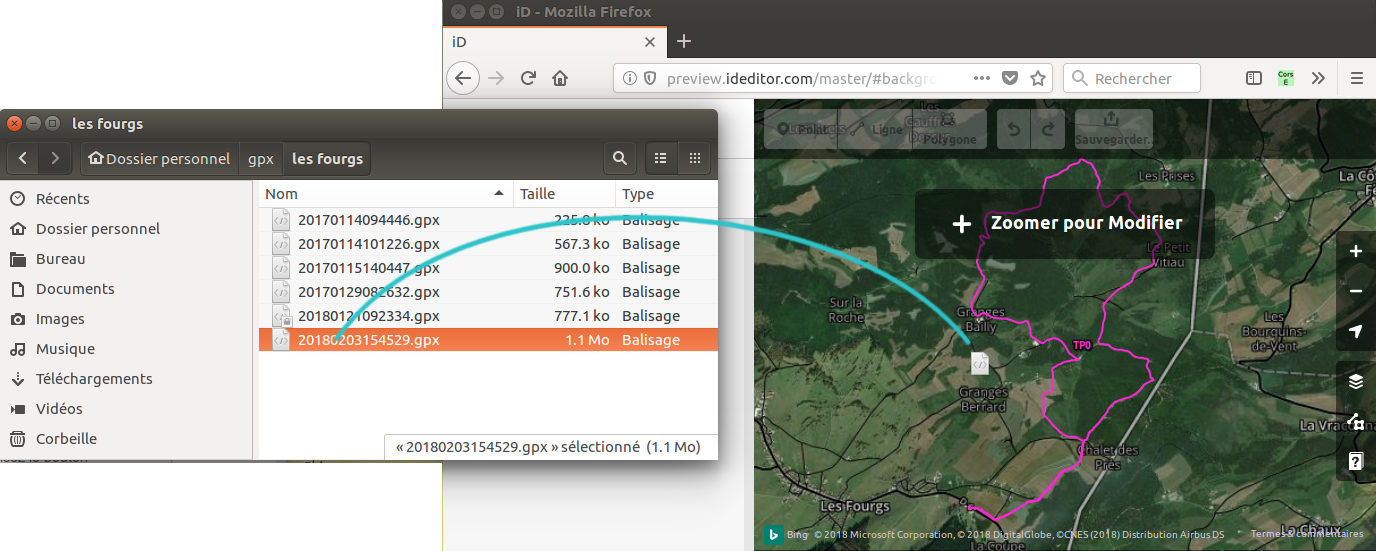 iD - Mozilla Firefox
iD
preview.ideditor.com/master/#backgro
Rechercher
Cors
E
les fourgs
Dossier personnel gpx les fourgs
Récents
Dossier personnel
Bureau
Documents
Images
Musique
Téléchargements
Vidéos
Corbeille
Nom Taille Type
20170114094446.gpx 225.8 ko Balisage
20170114101226.gpx 567.3 ko Balisage
20170115140447.gpx 900.0 ko Balisage
20170129082632.gpx 751.6 ko Balisage
20180121092334.gpx 777.1 ko Balisage
20180203154529.gpx 1.1 Mo Balisage
« 20180203154529.gpx » sélectionné (1.1 Mo)
Point Ligne Polygone
Sauvegarder...
Les
Zoomer pour Modifier
Les Prises
La Cô
Le Petit
Vitiau
Sur la
Roche
Granges
Bailly
Les
Bourquins-
de-Vent
TP0
Granges
Berrard
La Vra
Chalet des
Prés
Les Fourgs
La Coupe
La Chaux
Bing © 2018 Microsoft Corporation, © 2018 DigitalGlobe, ©CNES (2018) Distribution Airbus DS
Termes & commentaires